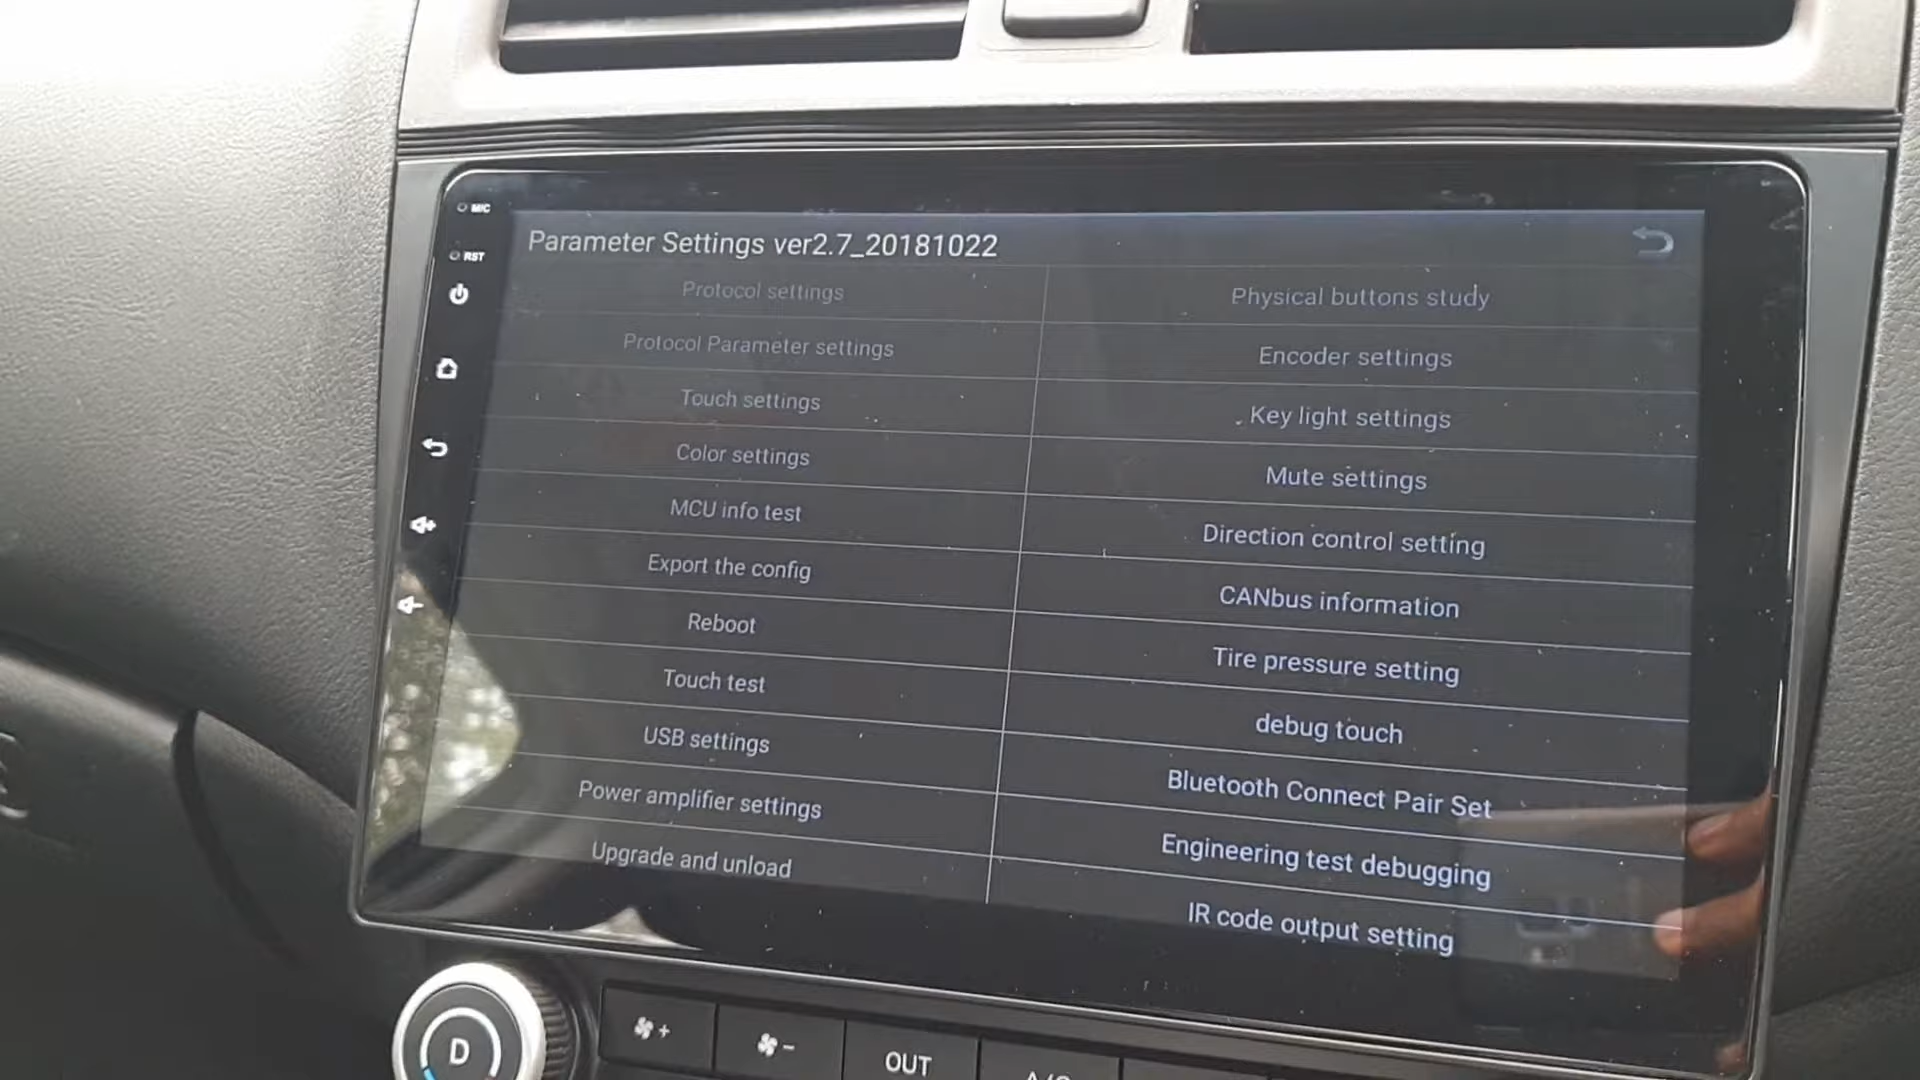 MIC
RST
Parameter Settings ver2.7_20181022
Protocol settings
Physical buttons study
Protocol Parameter settings
Encoder settings
Touch settings
Key light settings
Color settings
Mute settings
MCU info test
Direction control setting
Export the config
CANbus information
Reboot
Tire pressure setting
Touch test
debug touch
USB settings
Bluetooth Connect Pair Set
Power amplifier settings
Engineering test debugging
Upgrade and unload
IR code output setting
D
+
-
OUT